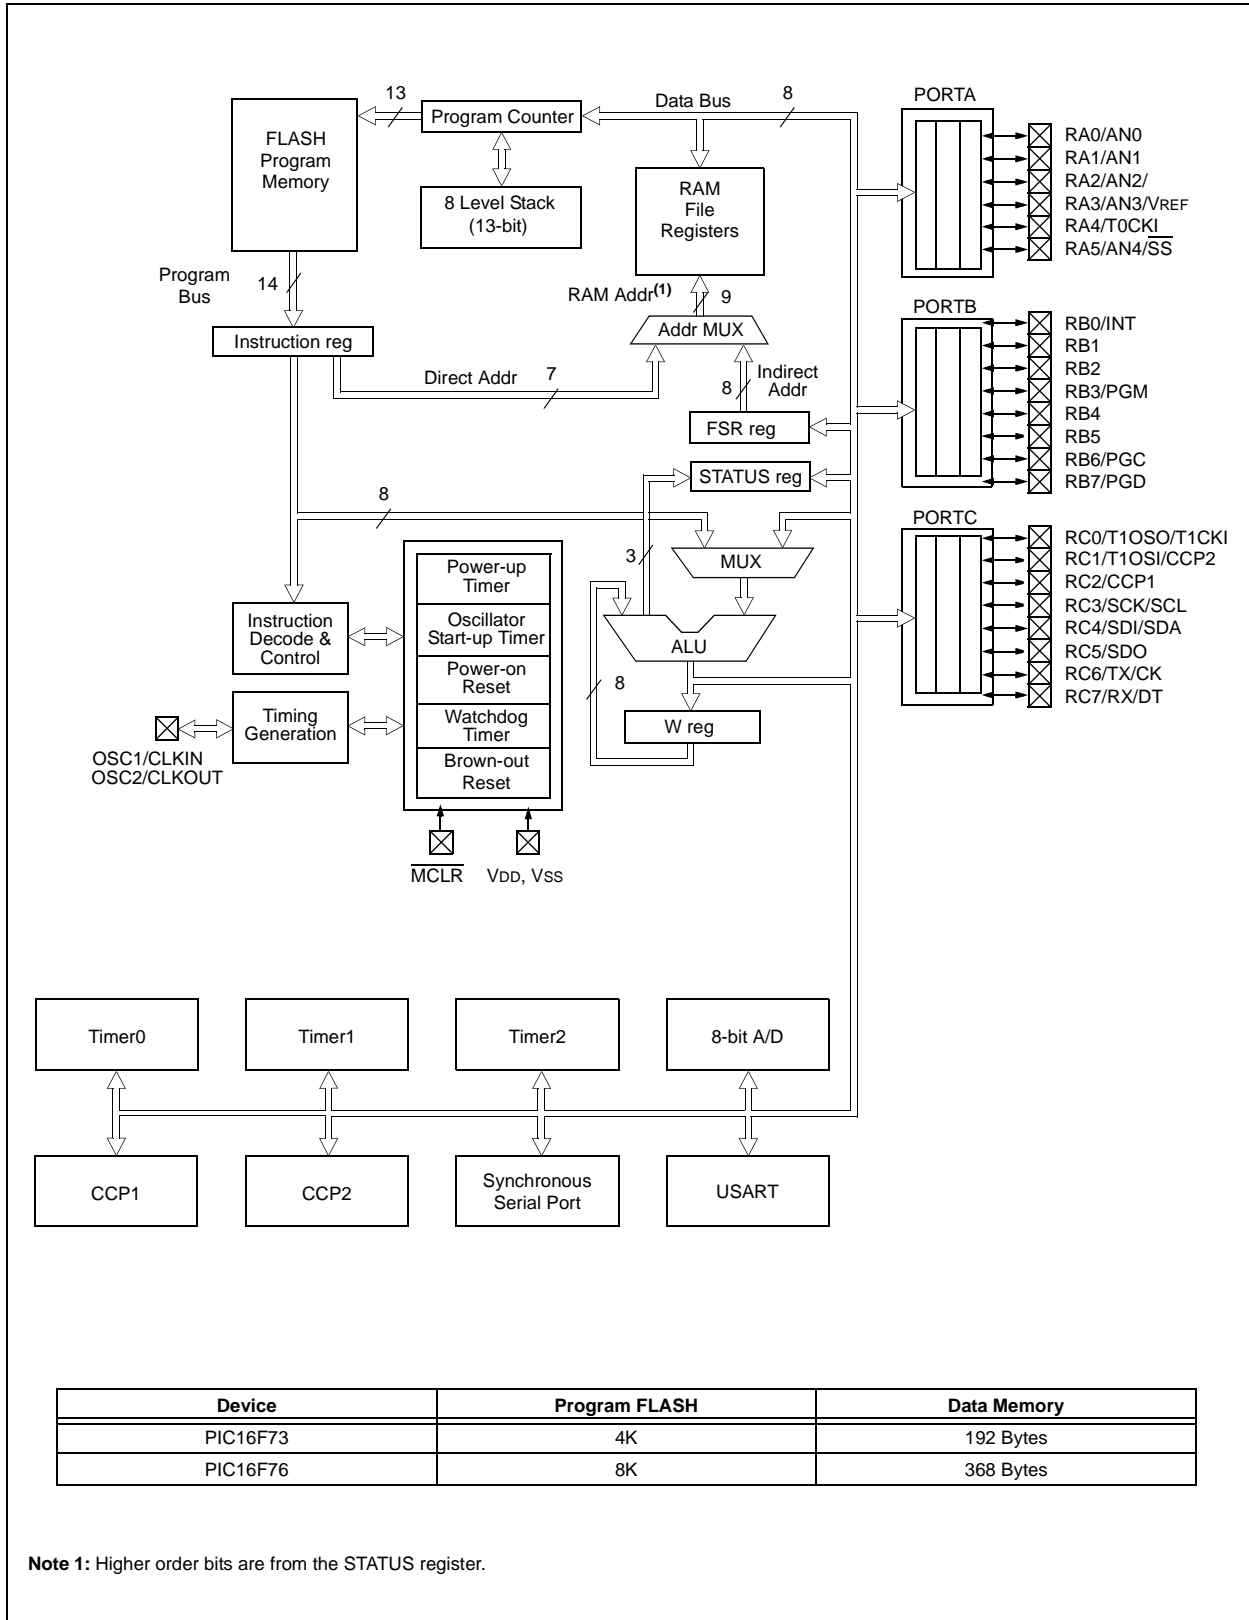 FLASH
Program
Memory
13
Program Counter
8 Level Stack
(13-bit)
Data Bus
8
RAM
File
Registers
RAM Addr(1)
9
Addr MUX
Program
Bus
14
Instruction reg
Direct Addr
7
8
Indirect
Addr
FSR reg
STATUS reg
8
3
MUX
ALU
8
W reg
Power-up
Timer
Oscillator
Start-up Timer
Power-on
Reset
Watchdog
Timer
Brown-out
Reset
Instruction
Decode &
Control
Timing
Generation
OSC1/CLKIN
OSC2/CLKOUT
MCLR
VDD, VSS
PORTA
RA0/AN0
RA1/AN1
RA2/AN2/
RA3/AN3/VREF
RA4/T0CKI
RA5/AN4/SS
PORTB
RB0/INT
RB1
RB2
RB3/PGM
RB4
RB5
RB6/PGC
RB7/PGD
PORTC
RC0/T1OSO/T1CKI
RC1/T1OSI/CCP2
RC2/CCP1
RC3/SCK/SCL
RC4/SDI/SDA
RC5/SDO
RC6/TX/CK
RC7/RX/DT
Timer0
Timer1
Timer2
8-bit A/D
CCP1
CCP2
Synchronous
Serial Port
USART
Device Program FLASH Data Memory
PIC16F73 4K 192 Bytes
PIC16F76 8K 368 Bytes
Note 1: Higher order bits are from the STATUS register.